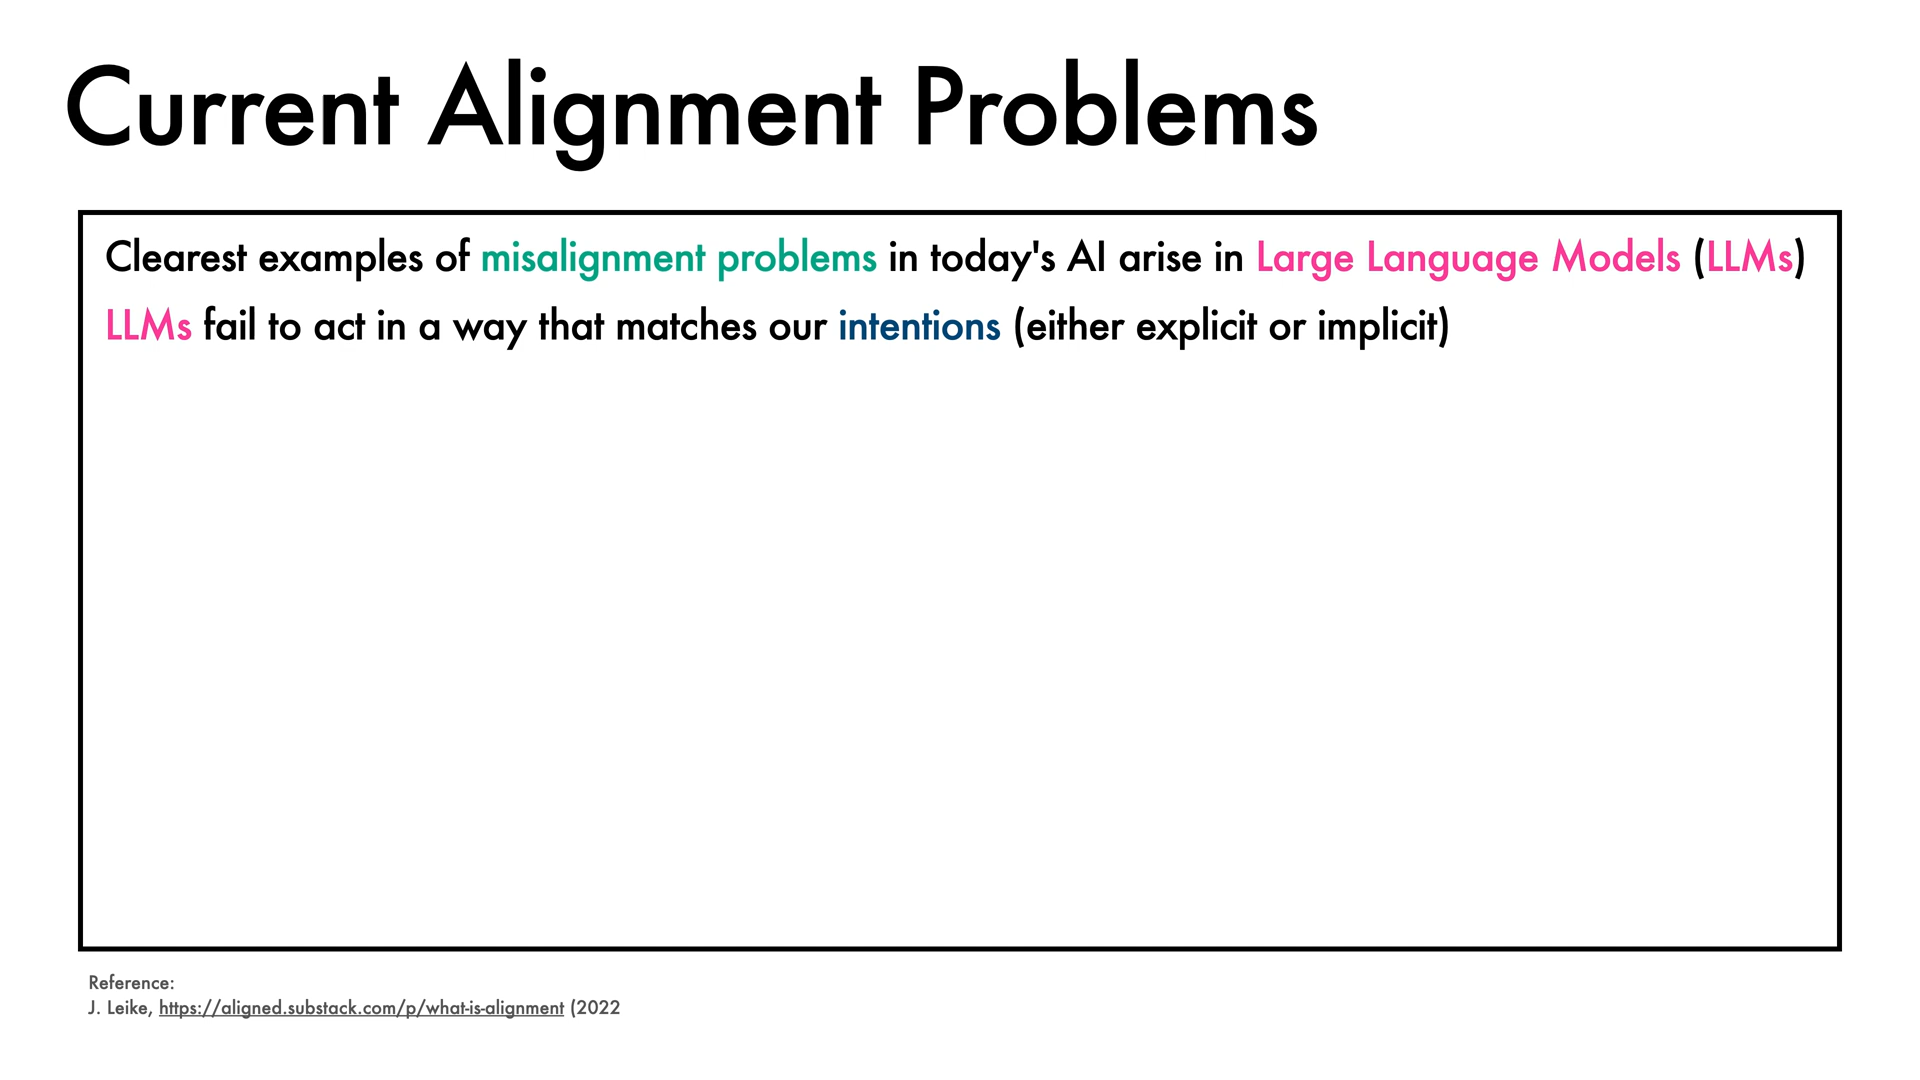 Current Alignment Problems
Clearest examples of misalignment problems in today's AI arise in Large Language Models (LLMs)
LLMs fail to act in a way that matches our intentions (either explicit or implicit)
Reference:
J. Leike, https://aligned.substack.com/p/what-is-alignment (2022